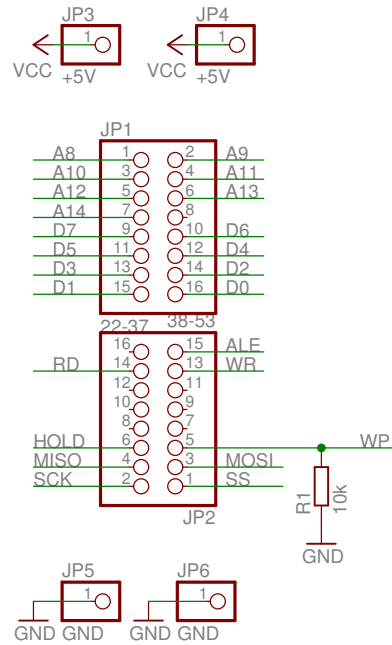 JP3 JP4
1 1
VCC +5V VCC +5V
JP1
A8 1 2 A9
A10 3 4 A11
A12 5 6 A13
A14 7 8
D7 9 10 D6
D5 11 12 D4
D3 13 14 D2
D1 15 16 D0
22-37 38-53
16 15 ALE
RD 14 13 WR
12 11
10 9
8 7
HOLD 6 5 WP
MISO 4 3 MOSI
SCK 2 1 SS
R1 10k
JP2
GND
JP5 JP6
1 1
GND GND GND GND